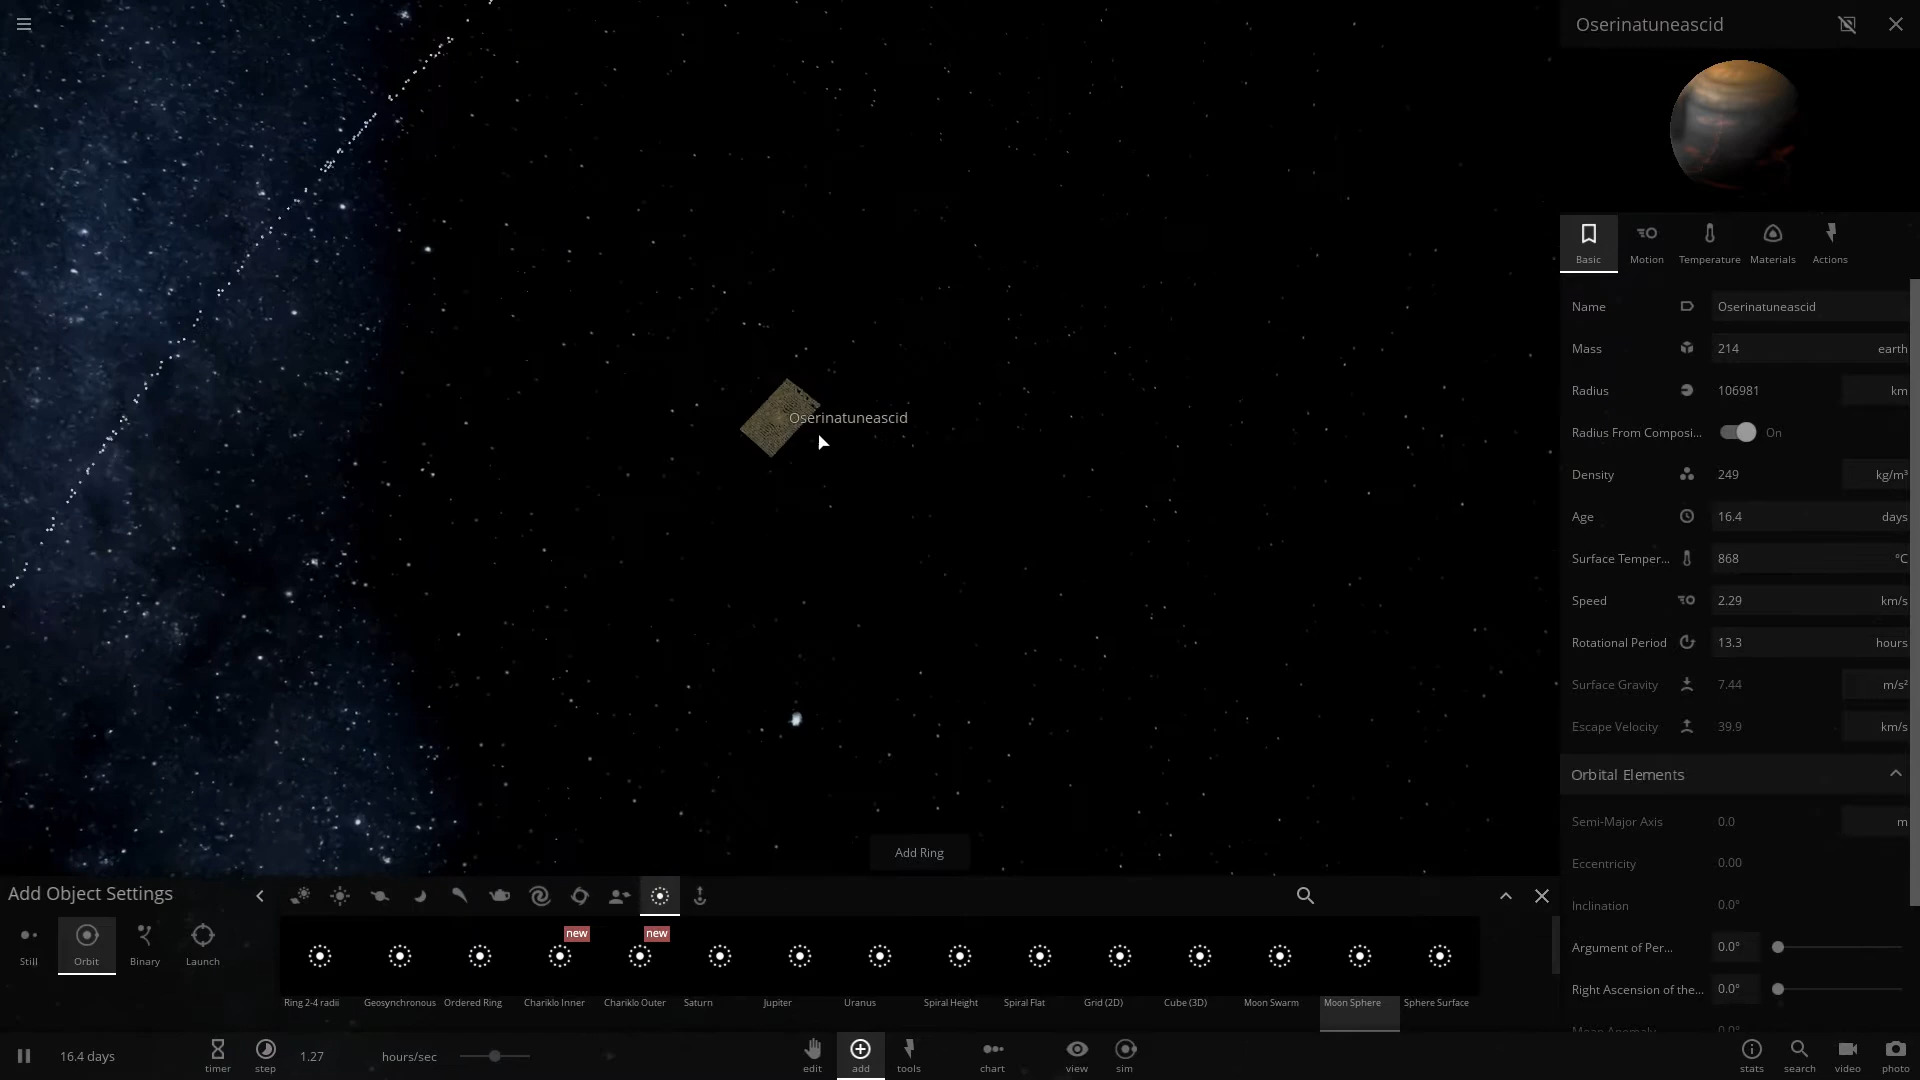 Oserinatuneascid
Basic
Motion
Temperature
Materials
Actions
Name Oserinatuneascid
Mass 214 earth
Radius 106981 km
Radius From Composi... On
Density 249 kg/m³
Age 16.4 days
Surface Temper... 868 °C
Speed 2.29 km/s
Rotational Period 13.3 hours
Surface Gravity 7.44 m/s²
Escape Velocity 39.9 km/s
Orbital Elements
Semi-Major Axis 0.0 m
Eccentricity 0.00
Inclination 0.0°
Argument of Per... 0.0°
Right Ascension of the... 0.0°
Mean Anomaly 0.0°
Oserinatuneascid
Add Ring
Add Object Settings
Still
Orbit
Binary
Launch
new
new
Ring 2-4 radii
Geosynchronous
Ordered Ring
Chariklo Inner
Chariklo Outer
Saturn
Jupiter
Uranus
Spiral Height
Spiral Flat
Grid (2D)
Cube (3D)
Moon Swarm
Moon Sphere
Sphere Surface
16.4 days
timer
step
1.27 hours/sec
edit
add
tools
chart
view
sim
stats
search
video
photo